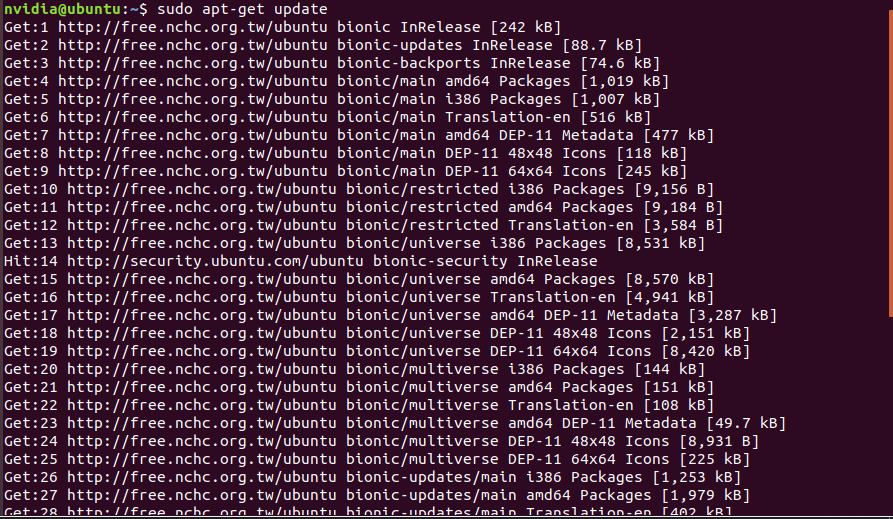 nvidia@ubuntu:~$ sudo apt-get update
Get:1 http://free.nchc.org.tw/ubuntu bionic InRelease [242 kB]
Get:2 http://free.nchc.org.tw/ubuntu bionic-updates InRelease [88.7 kB]
Get:3 http://free.nchc.org.tw/ubuntu bionic-backports InRelease [74.6 kB]
Get:4 http://free.nchc.org.tw/ubuntu bionic/main amd64 Packages [1,019 kB]
Get:5 http://free.nchc.org.tw/ubuntu bionic/main i386 Packages [1,007 kB]
Get:6 http://free.nchc.org.tw/ubuntu bionic/main Translation-en [516 kB]
Get:7 http://free.nchc.org.tw/ubuntu bionic/main amd64 DEP-11 Metadata [477 kB]
Get:8 http://free.nchc.org.tw/ubuntu bionic/main DEP-11 48x48 Icons [118 kB]
Get:9 http://free.nchc.org.tw/ubuntu bionic/main DEP-11 64x64 Icons [245 kB]
Get:10 http://free.nchc.org.tw/ubuntu bionic/restricted i386 Packages [9,156 B]
Get:11 http://free.nchc.org.tw/ubuntu bionic/restricted amd64 Packages [9,184 B]
Get:12 http://free.nchc.org.tw/ubuntu bionic/restricted Translation-en [3,584 B]
Get:13 http://free.nchc.org.tw/ubuntu bionic/universe i386 Packages [8,531 kB]
Hit:14 http://security.ubuntu.com/ubuntu bionic-security InRelease
Get:15 http://free.nchc.org.tw/ubuntu bionic/universe amd64 Packages [8,570 kB]
Get:16 http://free.nchc.org.tw/ubuntu bionic/universe Translation-en [4,941 kB]
Get:17 http://free.nchc.org.tw/ubuntu bionic/universe amd64 DEP-11 Metadata [3,287 kB]
Get:18 http://free.nchc.org.tw/ubuntu bionic/universe DEP-11 48x48 Icons [2,151 kB]
Get:19 http://free.nchc.org.tw/ubuntu bionic/universe DEP-11 64x64 Icons [8,420 kB]
Get:20 http://free.nchc.org.tw/ubuntu bionic/multiverse i386 Packages [144 kB]
Get:21 http://free.nchc.org.tw/ubuntu bionic/multiverse amd64 Packages [151 kB]
Get:22 http://free.nchc.org.tw/ubuntu bionic/multiverse Translation-en [108 kB]
Get:23 http://free.nchc.org.tw/ubuntu bionic/multiverse amd64 DEP-11 Metadata [49.7 kB]
Get:24 http://free.nchc.org.tw/ubuntu bionic/multiverse DEP-11 48x48 Icons [8,931 B]
Get:25 http://free.nchc.org.tw/ubuntu bionic/multiverse DEP-11 64x64 Icons [225 kB]
Get:26 http://free.nchc.org.tw/ubuntu bionic-updates/main i386 Packages [1,253 kB]
Get:27 http://free.nchc.org.tw/ubuntu bionic-updates/main amd64 Packages [1,979 kB]
Get:28 http://free.nchc.org.tw/ubuntu bionic-updates/main Translation-en [402 kB]